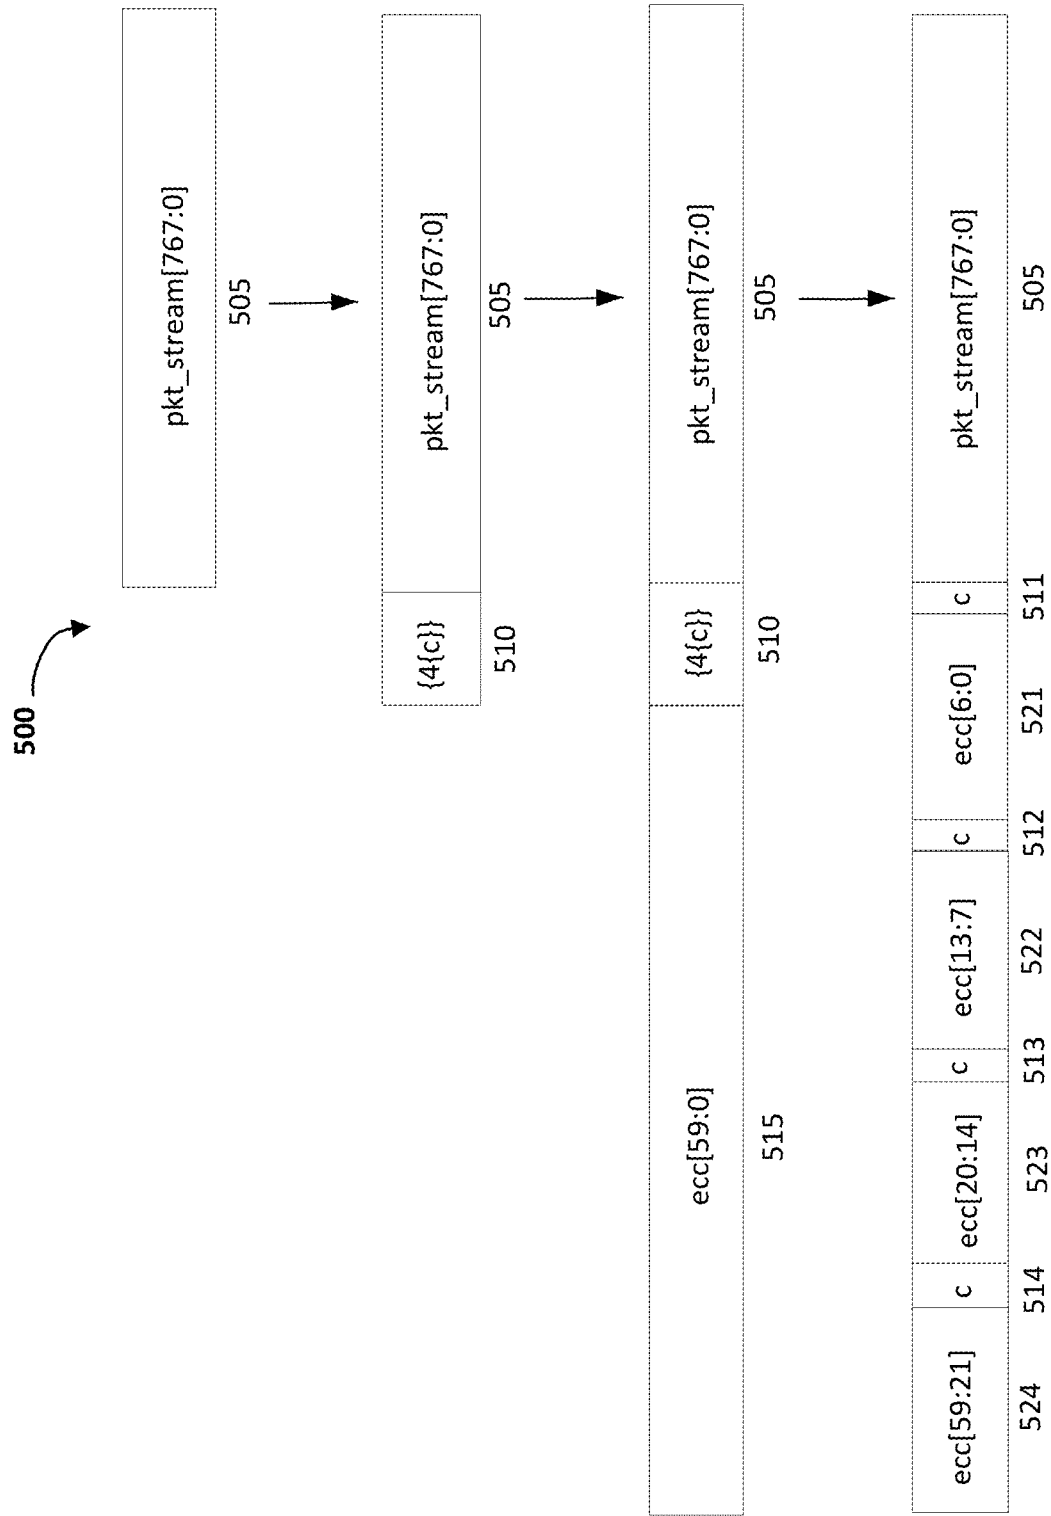 500
pkt_stream[767:0]
505
{4{c}} pkt_stream[767:0]
510 505
ecc[59:0] {4{c}} pkt_stream[767:0]
515 510 505
ecc[59:21] c ecc[20:14] c ecc[13:7] c ecc[6:0] c pkt_stream[767:0]
524 514 523 513 522 512 521 511 505